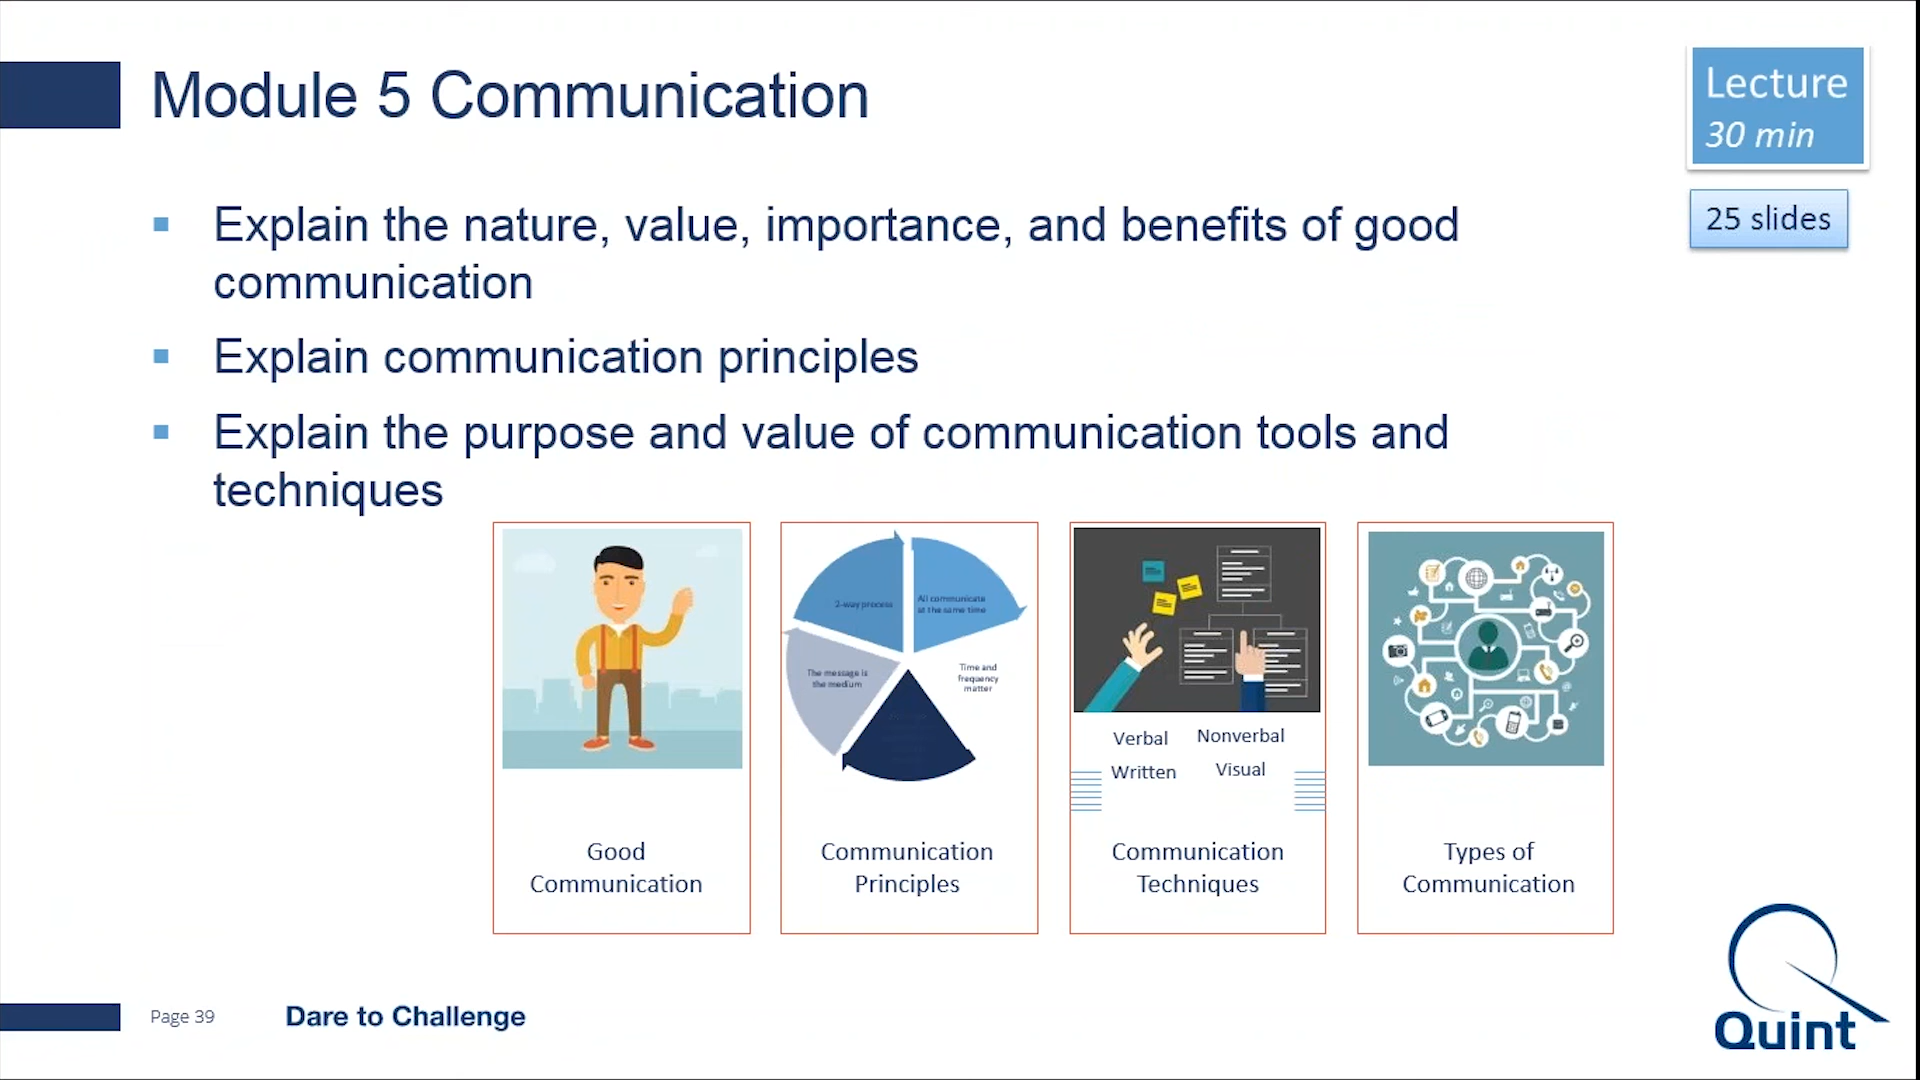 Module 5 Communication
Lecture
30 min
25 slides
Explain the nature, value, importance, and benefits of good
communication
Explain communication principles
Explain the purpose and value of communication tools and
techniques
2-way process
All communicate
at the same time
The message is
the medium
Time and
frequency
matter
Verbal Nonverbal
Written Visual
Good
Communication
Communication
Principles
Communication
Techniques
Types of
Communication
Page 39
Dare to Challenge
Quint